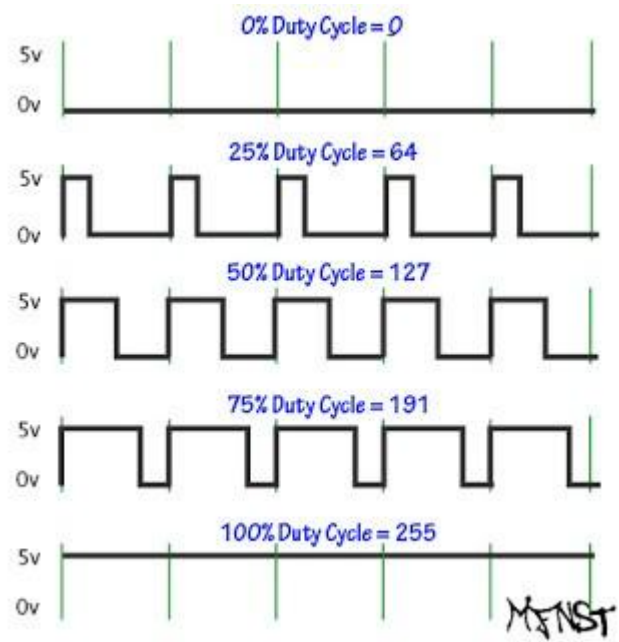 0% Duty Cycle = 0
5v
0v
25% Duty Cycle = 64
5v
0v
50% Duty Cycle = 127
5v
0v
75% Duty Cycle = 191
5v
0v
100% Duty Cycle = 255
5v
0v
MFNST